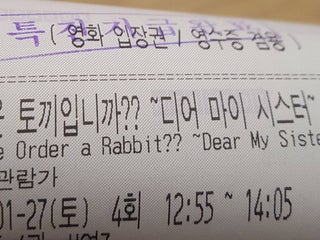 특
( 영화 입장권 / 영수증 겸용 )
토끼입니까?? ~디어 마이 시스터~
Order a Rabbit?? ~Dear My Siste
관람가
01-27(토) 4회 12:55 ~ 14:05